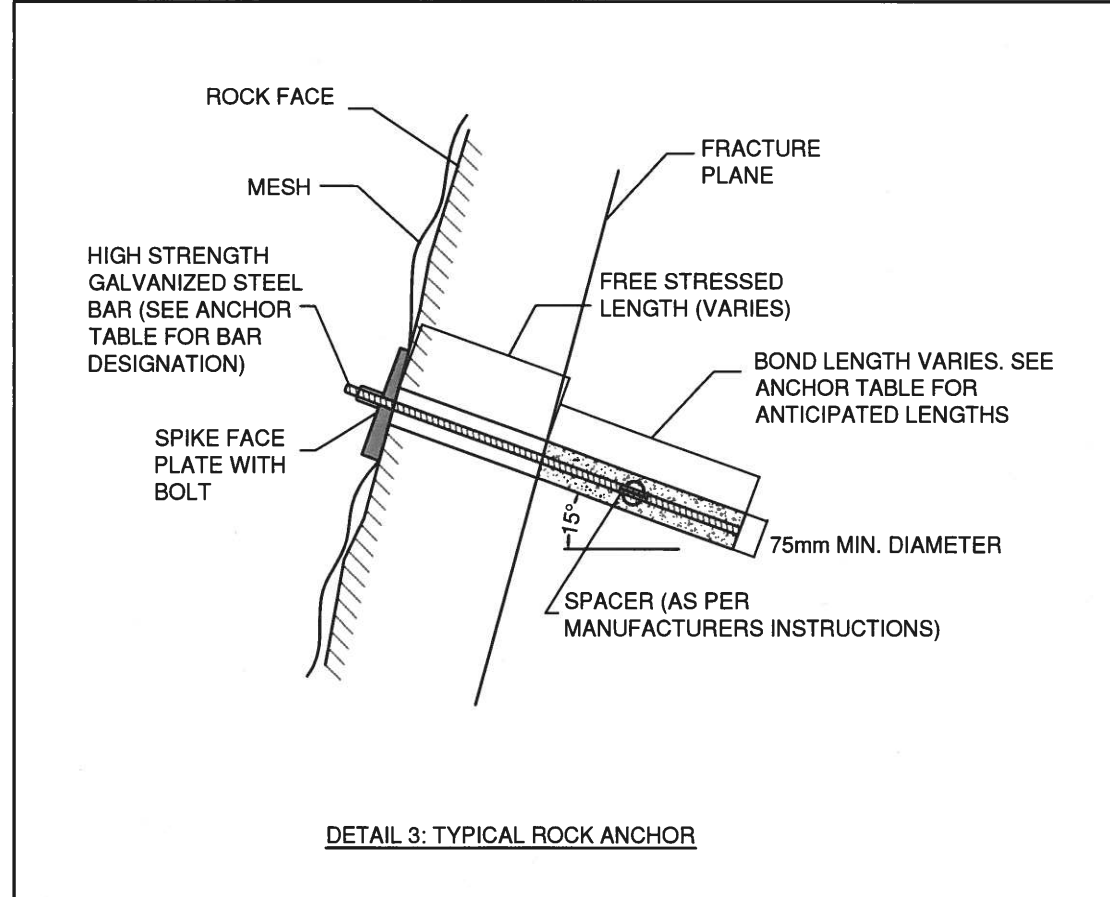 ROCK FACE
MESH
HIGH STRENGTH
GALVANIZED STEEL
BAR (SEE ANCHOR
TABLE FOR BAR
DESIGNATION)
SPIKE FACE
PLATE WITH
BOLT
FRACTURE
PLANE
FREE STRESSED
LENGTH (VARIES)
BOND LENGTH VARIES. SEE
ANCHOR TABLE FOR
ANTICIPATED LENGTHS
15°
75mm MIN. DIAMETER
SPACER (AS PER
MANUFACTURERS INSTRUCTIONS)
DETAIL 3: TYPICAL ROCK ANCHOR